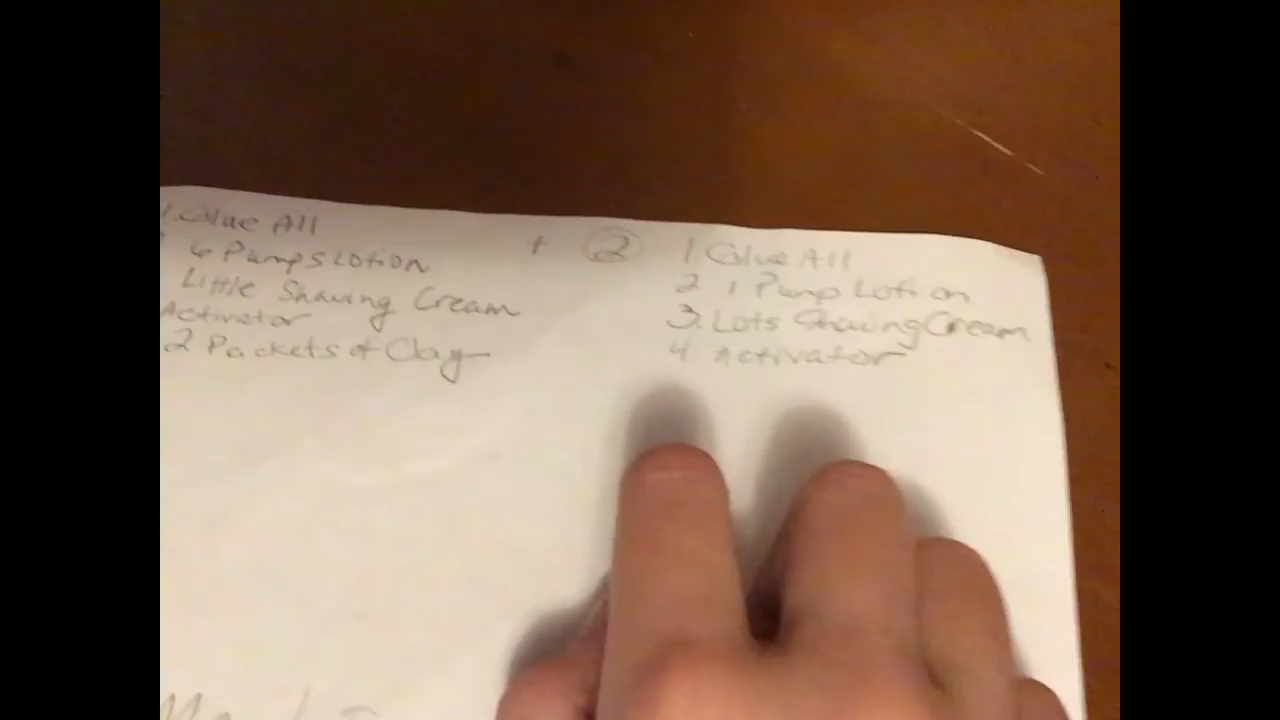 1. Glue All
6 Pumps Lotion
Little Shaving Cream
Activator
2 Packets of Clay
+ 2
1. Glue All
2. 1 Pump Lotion
3. Lots Shaving Cream
4 Activator